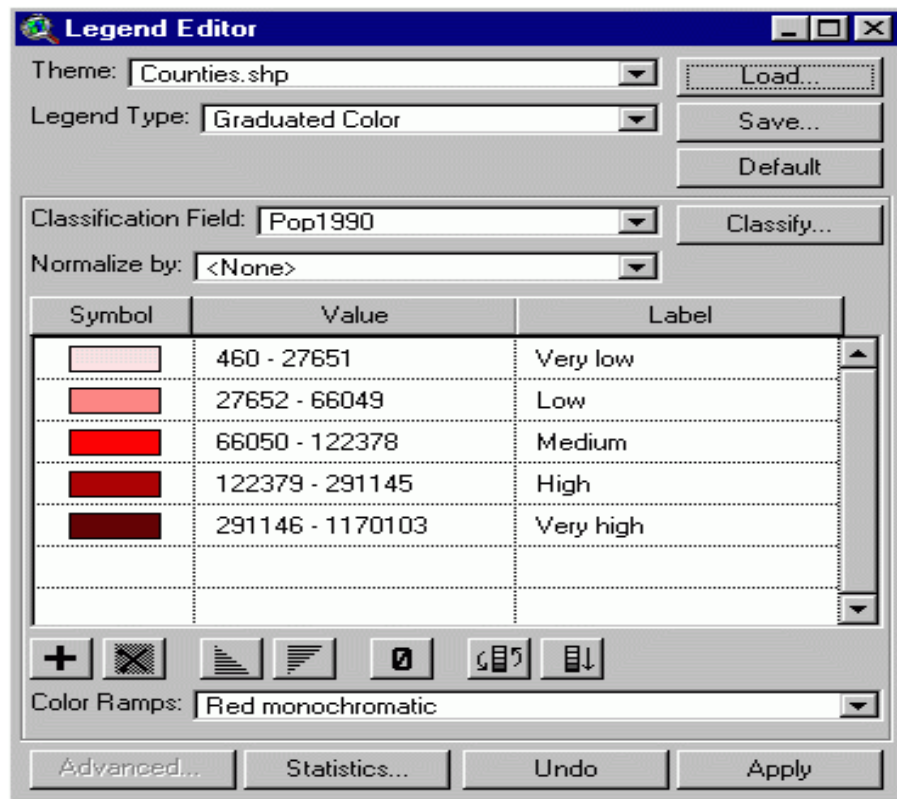 Legend Editor
Theme: Counties.shp
Load...
Legend Type: Graduated Color
Save...
Default
Classification Field: Pop1990
Classify...
Normalize by: <None>
Symbol Value Label
460 - 27651 Very low
27652 - 66049 Low
66050 - 122378 Medium
122379 - 291145 High
291146 - 1170103 Very high
0
Color Ramps: Red monochromatic
Advanced... Statistics... Undo Apply